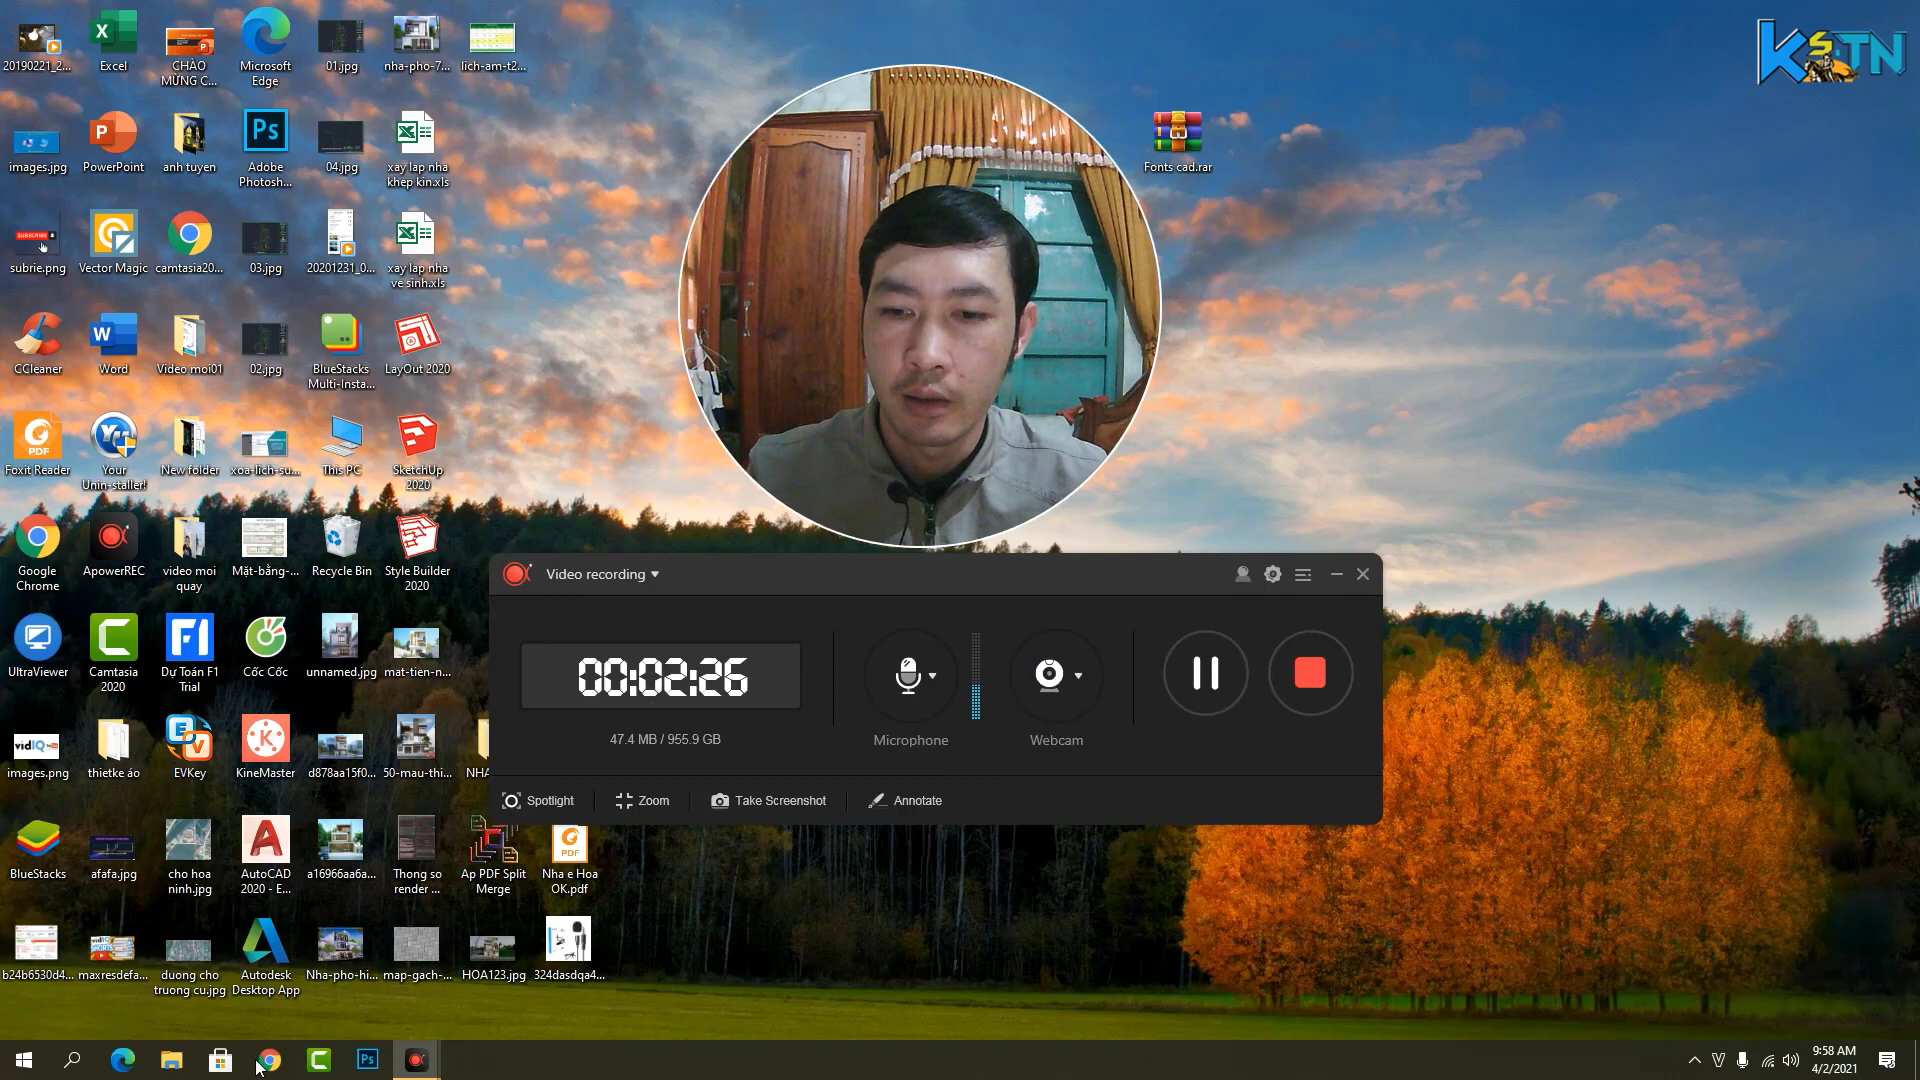 20190221_2...
Excel
CHÀO
MỪNG C...
Microsoft
Edge
01.jpg
nha-pho-7...
lich-am-t2...
KSTN
images.jpg
PowerPoint
anh tuyen
Adobe
Photosh...
04.jpg
xay lap nha
khep kin.xls
Fonts cad.rar
SUBSCRIBE
subrie.png
Vector Magic
camtasia20...
03.jpg
20201231_0...
xay lap nha
ve sinh.xls
CCleaner
Word
Video moi01
02.jpg
BlueStacks
Multi-Insta...
LayOut 2020
Foxit Reader
Your
Unin-staller!
New folder
xoa-lich-su...
This PC
SketchUp
2020
Google
Chrome
ApowerREC
video moi
quay
Mặt-bằng-...
Recycle Bin
Style Builder
2020
Video recording
UltraViewer
Camtasia
2020
Dự Toán F1
Trial
Cốc Cốc
unnamed.jpg
mat-tien-n...
00:02:26
47.4 MB / 955.9 GB
Microphone
Webcam
vidIQ
images.png
thietke áo
EVKey
KineMaster
d878aa15f0...
50-mau-thi...
NHA
Spotlight
Zoom
Take Screenshot
Annotate
BlueStacks
afafa.jpg
cho hoa
ninh.jpg
AutoCAD
2020 - E...
a16966aa6a...
Thong so
render ...
Ap PDF Split
Merge
Nha e Hoa
OK.pdf
b24b6530d4...
maxresdefa...
duong cho
truong cu.jpg
Autodesk
Desktop App
Nha-pho-hi...
map-gach-...
HOA123.jpg
324dasdqa4...
9:58 AM
4/2/2021